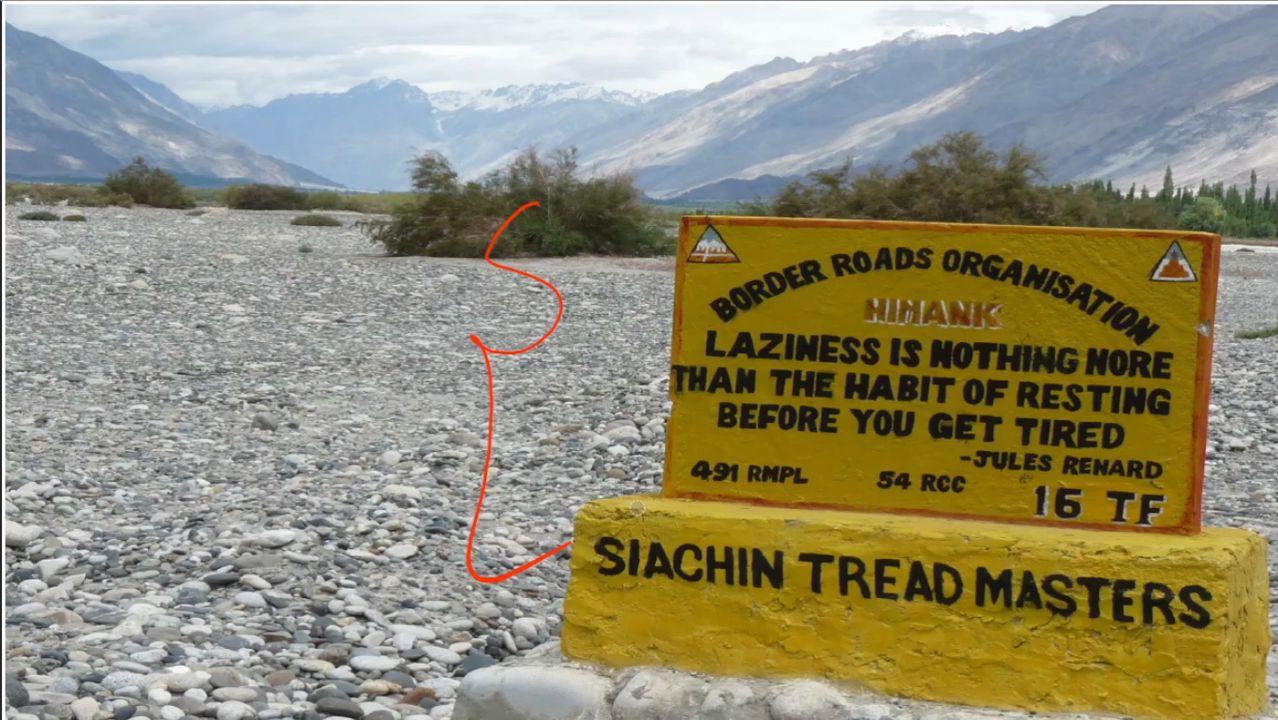 BORDER ROADS ORGANISATION
HIMANK
LAZINESS IS NOTHING MORE
THAN THE HABIT OF RESTING
BEFORE YOU GET TIRED
-JULES RENARD
491 RMPL 54 RCC 16 TF
SIACHIN TREAD MASTERS